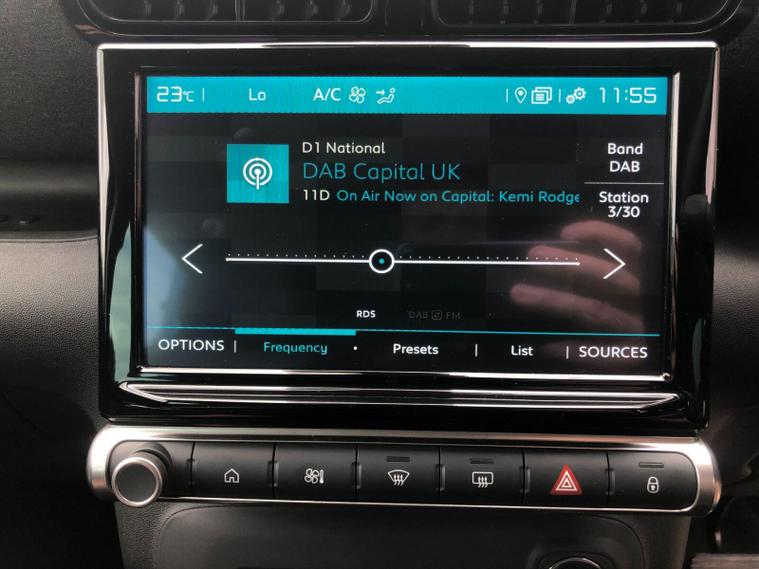 23°C | Lo A/C 11:55
D1 National
DAB Capital UK
11D On Air Now on Capital: Kemi Rodge
Band
DAB
Station
3/30
RDS DAB FM
OPTIONS | Frequency • Presets | List | SOURCES